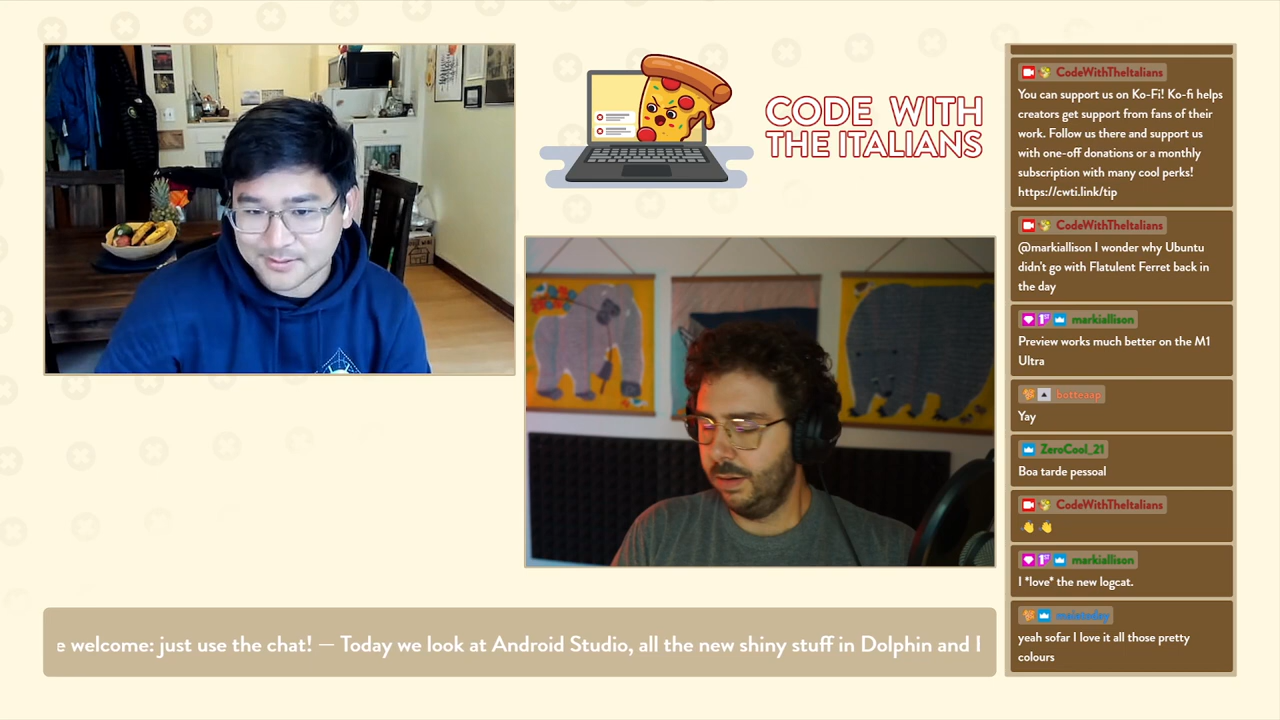 CODE WITH
THE ITALIANS
CodeWithTheItalians
You can support us on Ko-Fi! Ko-fi helps
creators get support from fans of their
work. Follow us there and support us
with one-off donations or a monthly
subscription with many cool perks!
https://cwti.link/tip
CodeWithTheItalians
@markiallison I wonder why Ubuntu
didn't go with Flatulent Ferret back in
the day
markiallison
Preview works much better on the M1
Ultra
botteaap
Yay
ZeroCool_21
Boa tarde pessoal
CodeWithTheItalians
👋 👋
markiallison
I *love* the new logcat.
yeah sofar I love it all those pretty
colours
e welcome: just use the chat! — Today we look at Android Studio, all the new shiny stuff in Dolphin and